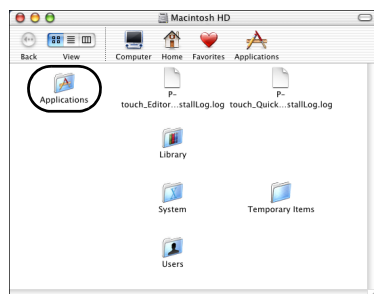 Macintosh HD
Back View Computer Home Favorites Applications
Applications
P-
touch_Editor...stallLog.log
P-
touch_Quick...stallLog.log
Library
System
Temporary Items
Users